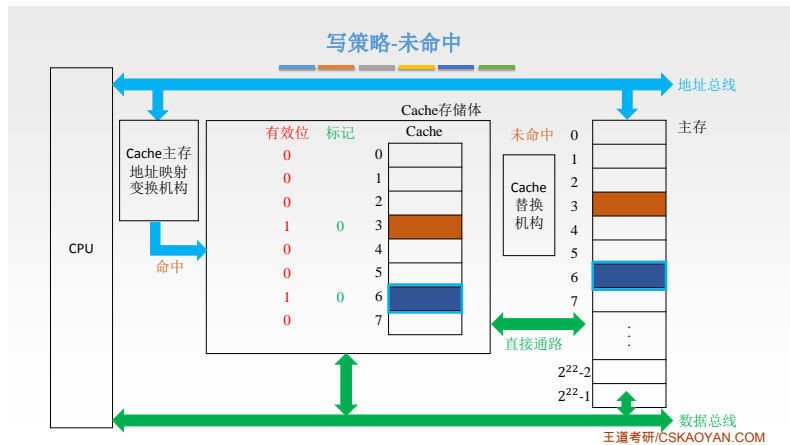 写策略-未命中
地址总线
Cache存储体
有效位 标记 Cache
未命中
主存
Cache主存
地址映射
变换机构
CPU
命中
0 0
0 1
0 2
1 0 3
0 4
0 5
1 0 6
0 7
Cache
替换
机构
0
1
2
3
4
5
6
7
⋮
2²²-2
2²²-1
直接通路
数据总线
王道考研/CSKAOYAN.COM